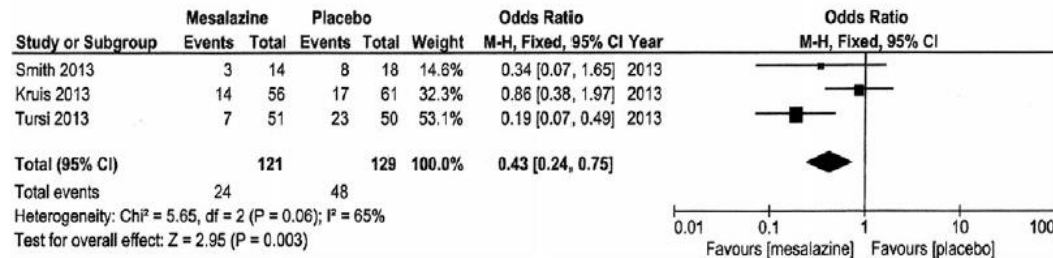 Mesalazine Placebo Odds Ratio Odds Ratio
Study or Subgroup Events Total Events Total Weight M-H, Fixed, 95% CI Year M-H, Fixed, 95% CI
Smith 2013 3 14 8 18 14.6% 0.34 [0.07, 1.65] 2013
Kruis 2013 14 56 17 61 32.3% 0.86 [0.38, 1.97] 2013
Tursi 2013 7 51 23 50 53.1% 0.19 [0.07, 0.49] 2013
Total (95% CI) 121 129 100.0% 0.43 [0.24, 0.75]
Total events 24 48
Heterogeneity: Chi² = 5.65, df = 2 (P = 0.06); I² = 65%
Test for overall effect: Z = 2.95 (P = 0.003)
0.01 0.1 1 10 100
Favours [mesalazine] Favours [placebo]